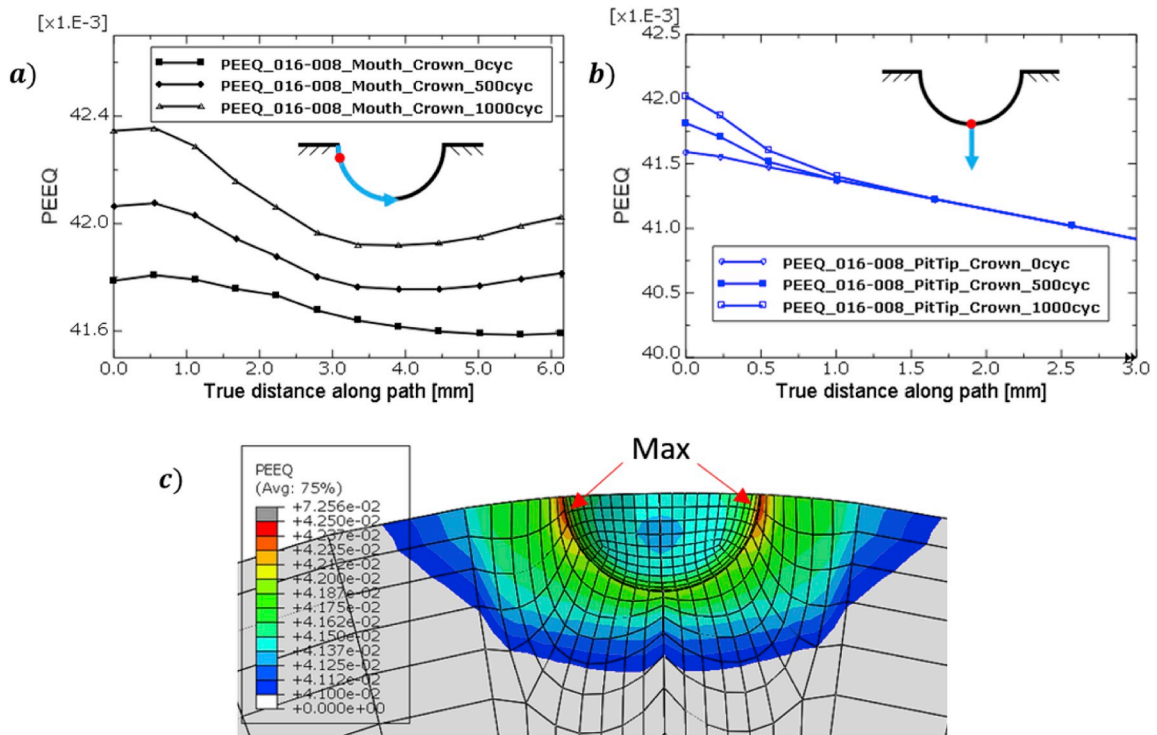 a)
[×1.E-3]
PEEQ
42.4
42.0
41.6
PEEQ_016-008_Mouth_Crown_0cyc
PEEQ_016-008_Mouth_Crown_500cyc
PEEQ_016-008_Mouth_Crown_1000cyc
0.0 1.0 2.0 3.0 4.0 5.0 6.0
True distance along path [mm]
b)
[×1.E-3]
PEEQ
42.5
42.0
41.5
41.0
40.5
40.0
PEEQ_016-008_PitTip_Crown_0cyc
PEEQ_016-008_PitTip_Crown_500cyc
PEEQ_016-008_PitTip_Crown_1000cyc
0.0 0.5 1.0 1.5 2.0 2.5 3.0
True distance along path [mm]
c)
Max
PEEQ
(Avg: 75%)
+7.256e-02
+4.250e-02
+4.237e-02
+4.225e-02
+4.212e-02
+4.200e-02
+4.187e-02
+4.175e-02
+4.162e-02
+4.150e-02
+4.137e-02
+4.125e-02
+4.112e-02
+4.100e-02
+0.000e+00